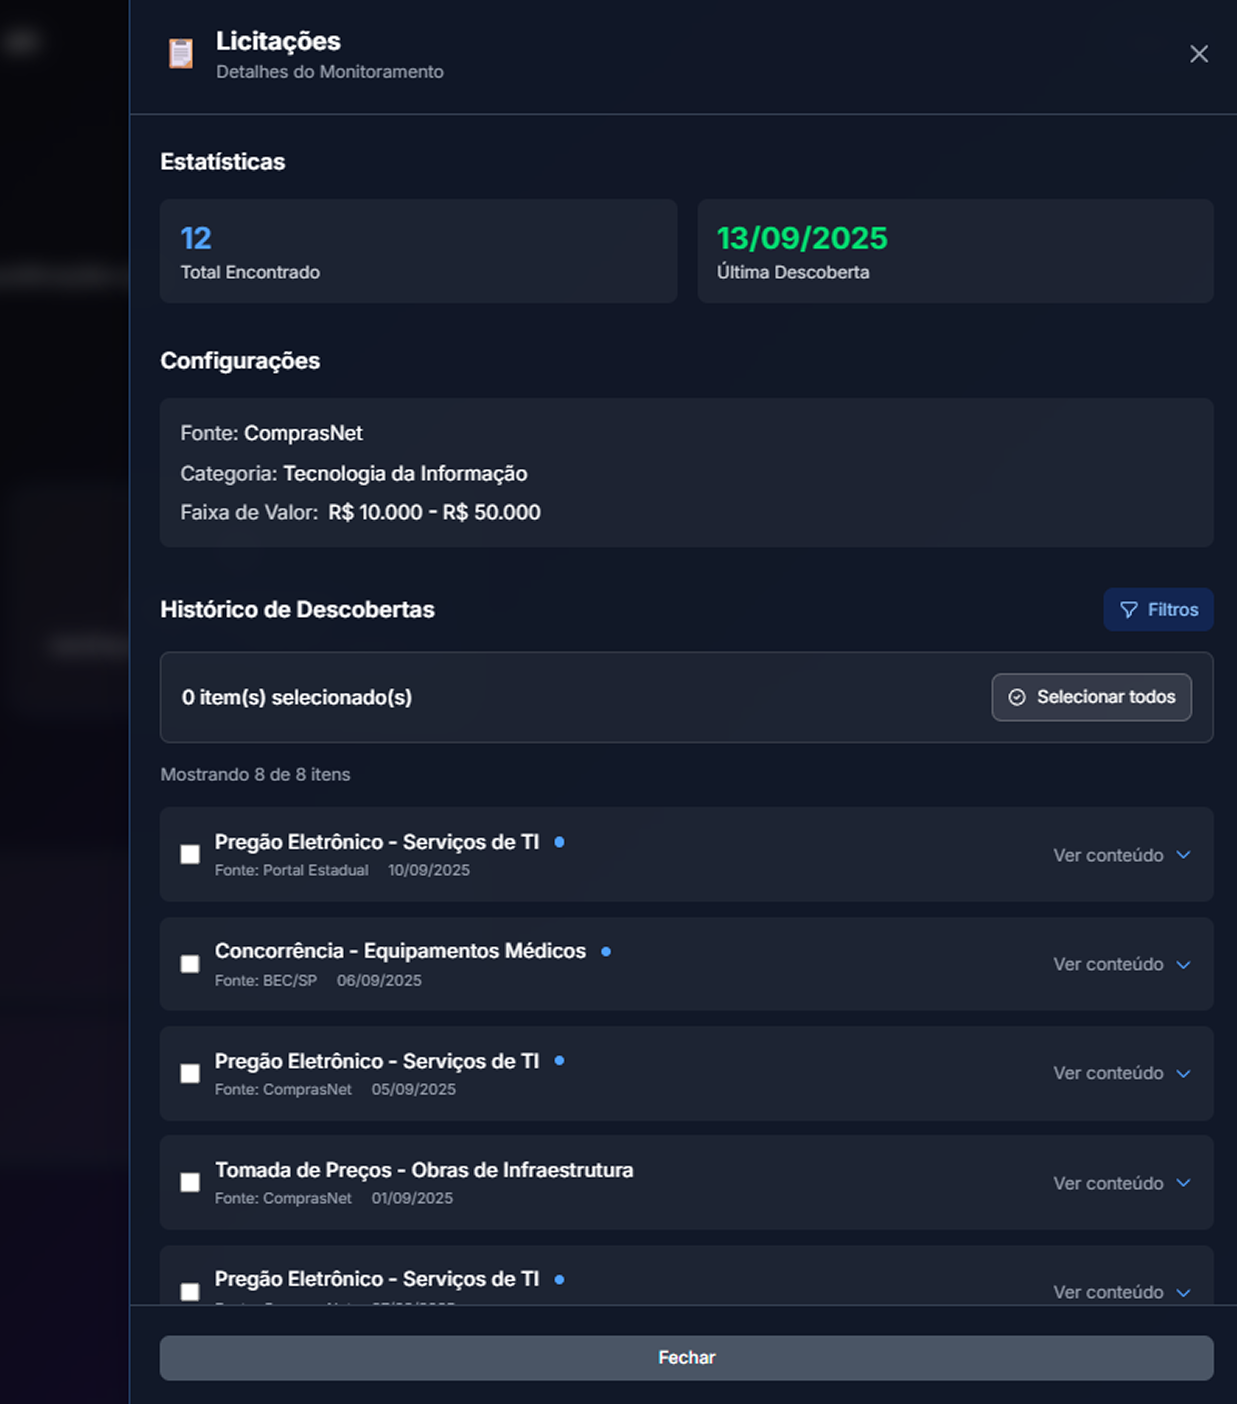 Licitações
Detalhes do Monitoramento
Estatísticas
12
Total Encontrado
13/09/2025
Última Descoberta
Configurações
Fonte: ComprasNet
Categoria: Tecnologia da Informação
Faixa de Valor: R$ 10.000 - R$ 50.000
Histórico de Descobertas
Filtros
0 item(s) selecionado(s)
Selecionar todos
Mostrando 8 de 8 itens
Pregão Eletrônico - Serviços de TI
Fonte: Portal Estadual 10/09/2025
Ver conteúdo
Concorrência - Equipamentos Médicos
Fonte: BEC/SP 06/09/2025
Ver conteúdo
Pregão Eletrônico - Serviços de TI
Fonte: ComprasNet 05/09/2025
Ver conteúdo
Tomada de Preços - Obras de Infraestrutura
Fonte: ComprasNet 01/09/2025
Ver conteúdo
Pregão Eletrônico - Serviços de TI
Ver conteúdo
Fechar